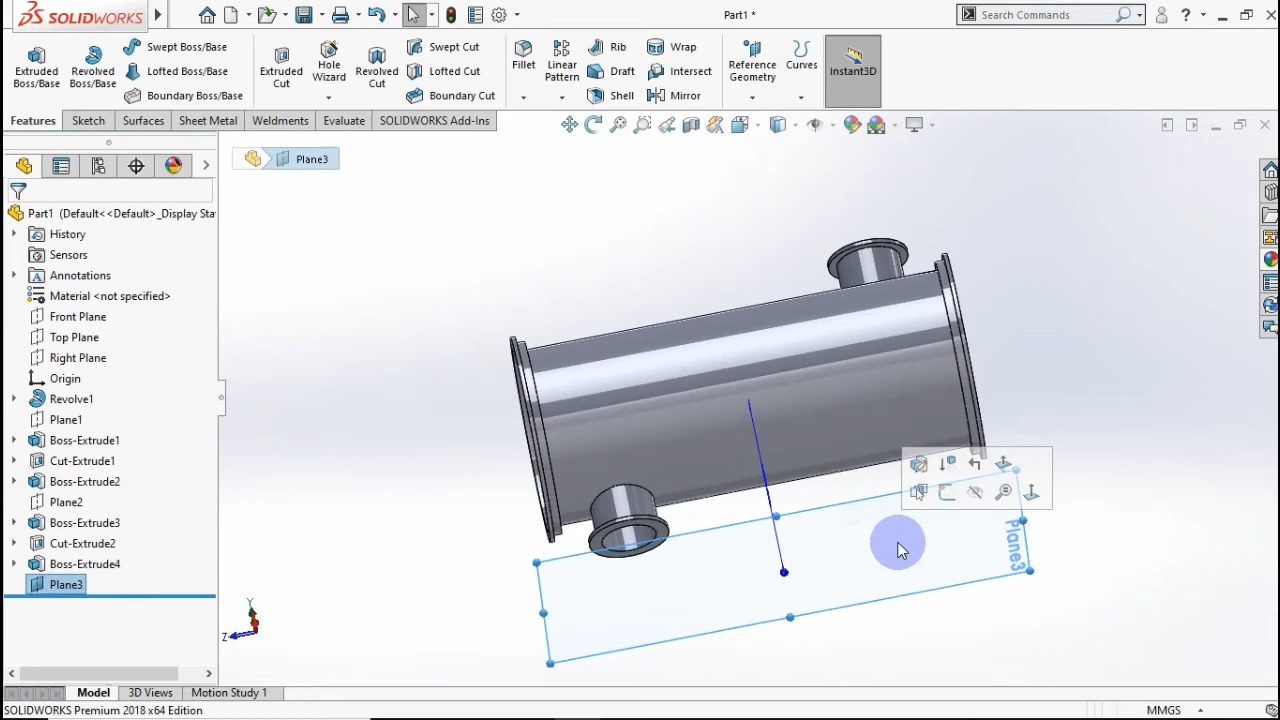 SOLIDWORKS
Part1 *
Search Commands
Extruded Boss/Base
Revolved Boss/Base
Swept Boss/Base
Lofted Boss/Base
Boundary Boss/Base
Extruded Cut
Hole Wizard
Revolved Cut
Swept Cut
Lofted Cut
Boundary Cut
Fillet
Linear Pattern
Rib
Draft
Shell
Wrap
Intersect
Mirror
Reference Geometry
Curves
Instant3D
Features
Sketch
Surfaces
Sheet Metal
Weldments
Evaluate
SOLIDWORKS Add-Ins
Plane3
Part1 (Default<<Default>_Display Sta
History
Sensors
Annotations
Material <not specified>
Front Plane
Top Plane
Right Plane
Origin
Revolve1
Plane1
Boss-Extrude1
Cut-Extrude1
Boss-Extrude2
Plane2
Boss-Extrude3
Cut-Extrude2
Boss-Extrude4
Plane3
Plane3
Y
Z
Model
3D Views
Motion Study 1
SOLIDWORKS Premium 2018 x64 Edition
MMGS